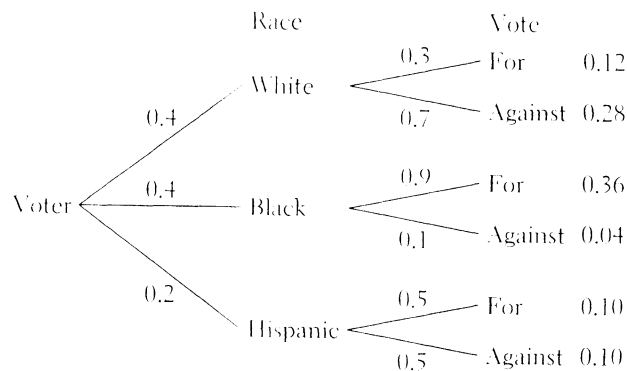 Race Vote
0.3 For 0.12
White
0.4 0.7 Against 0.28
0.9 For 0.36
Voter 0.4 Black
0.1 Against 0.04
0.2 0.5 For 0.10
Hispanic
0.5 Against 0.10